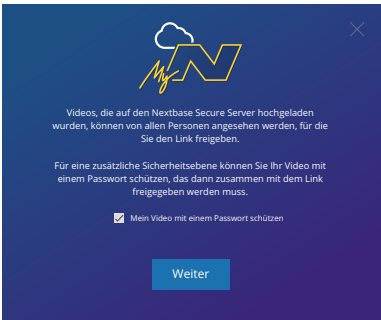 My N
Videos, die auf den Nextbase Secure Server hochgeladen
wurden, können von allen Personen angesehen werden, für die
Sie den Link freigeben.
Für eine zusätzliche Sicherheitsebene können Sie Ihr Video mit
einem Passwort schützen, das dann zusammen mit dem Link
freigegeben werden muss.
Mein Video mit einem Passwort schützen
Weiter